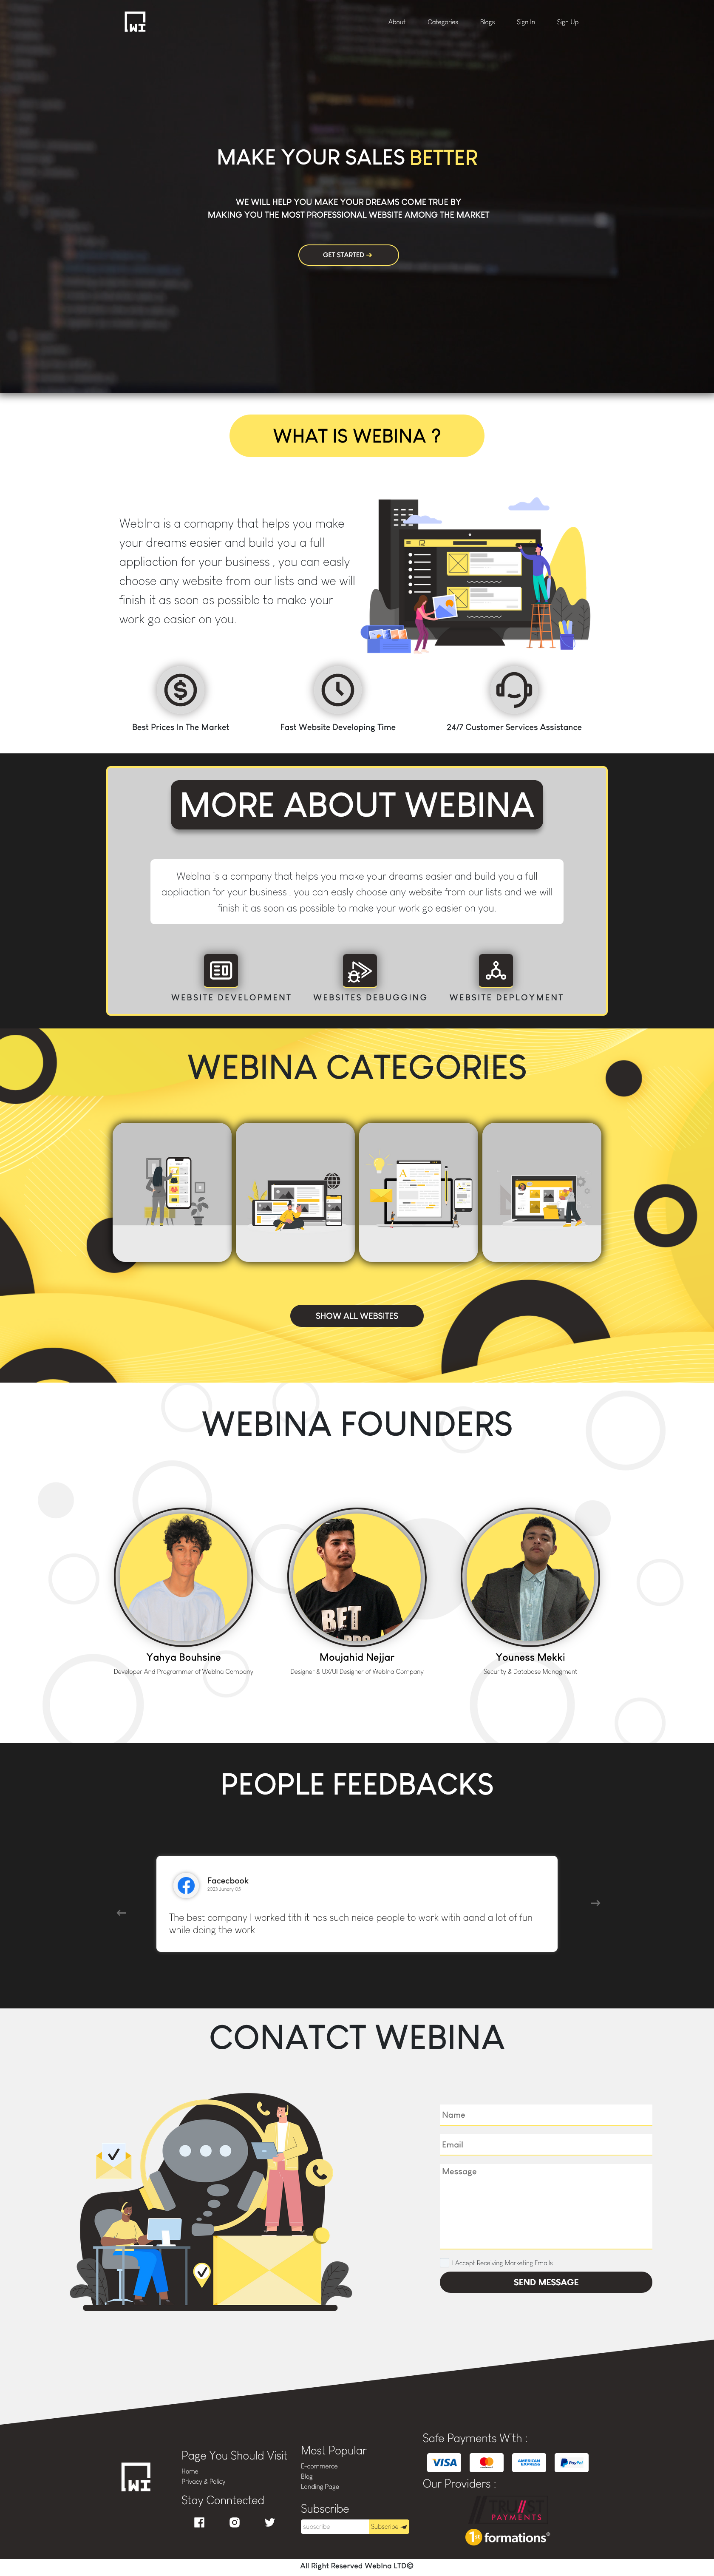 WI
About Categories Blogs Sign In Sign Up
MAKE YOUR SALES BETTER
WE WILL HELP YOU MAKE YOUR DREAMS COME TRUE BY
MAKING YOU THE MOST PROFESSIONAL WEBSITE AMONG THE MARKET
GET STARTED
WHAT IS WEBINA ?
WebIna is a comapny that helps you make
your dreams easier and build you a full
appliaction for your business , you can easly
choose any website from our lists and we will
finish it as soon as possible to make your
work go easier on you.
Best Prices In The Market
Fast Website Developing Time
24/7 Customer Services Assistance
MORE ABOUT WEBINA
WebIna is a company that helps you make your dreams easier and build you a full
appliaction for your business , you can easly choose any website from our lists and we will
finish it as soon as possible to make your work go easier on you.
WEBSITE DEVELOPMENT
WEBSITES DEBUGGING
WEBSITE DEPLOYMENT
WEBINA CATEGORIES
A
SHOW ALL WEBSITES
WEBINA FOUNDERS
BET
Yahya Bouhsine
Developer And Programmer of WebIna Company
Moujahid Nejjar
Designer & UX/UI Designer of WebIna Company
Youness Mekki
Security & Database Managment
PEOPLE FEEDBACKS
Facecbook
2023 Junary 05
The best company I worked tith it has such neice people to work witih aand a lot of fun
while doing the work
CONATCT WEBINA
Name
Email
Message
I Accept Receiving Marketing Emails
SEND MESSAGE
WI
Page You Should Visit
Home
Privacy & Policy
Stay Conntected
Most Popular
E-commerce
Blog
Landing Page
Subscribe
subscribe
Subscribe
Safe Payments With :
VISA
mastercard
AMERICAN EXPRESS
PayPal
Our Providers :
TRUST
PAYMENTS
1st formations®
All Right Reserved WebIna LTD©